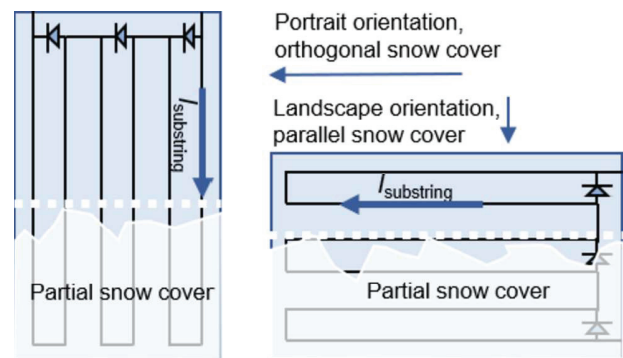 Portrait orientation,
orthogonal snow cover
Landscape orientation,
parallel snow cover
Isubstring
Isubstring
Partial snow cover
Partial snow cover